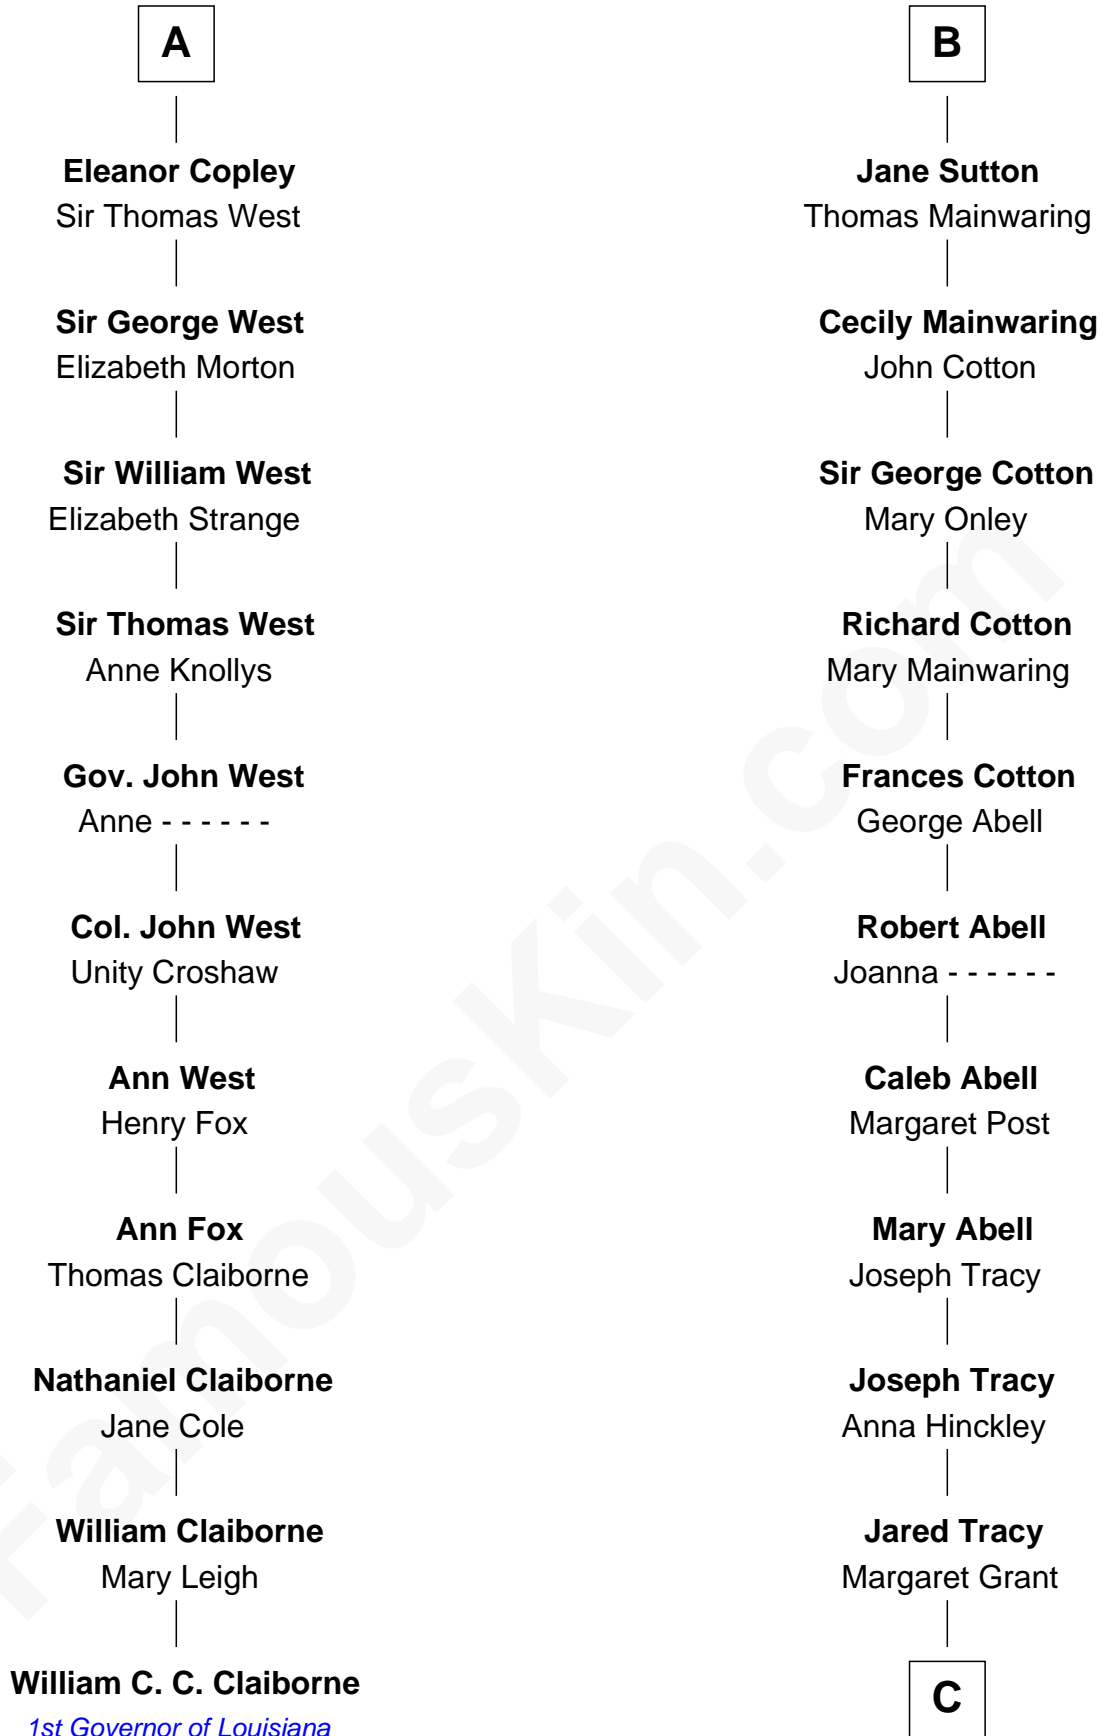 A
Eleanor Copley
Sir Thomas West
Sir George West
Elizabeth Morton
Sir William West
Elizabeth Strange
Sir Thomas West
Anne Knollys
Gov. John West
Anne - - - - - -
Col. John West
Unity Croshaw
Ann West
Henry Fox
Ann Fox
Thomas Claiborne
Nathaniel Claiborne
Jane Cole
William Claiborne
Mary Leigh
William C. C. Claiborne
1st Governor of Louisiana
B
Jane Sutton
Thomas Mainwaring
Cecily Mainwaring
John Cotton
Sir George Cotton
Mary Onley
Richard Cotton
Mary Mainwaring
Frances Cotton
George Abell
Robert Abell
Joanna - - - - - -
Caleb Abell
Margaret Post
Mary Abell
Joseph Tracy
Joseph Tracy
Anna Hinckley
Jared Tracy
Margaret Grant
C
FamousKin.com